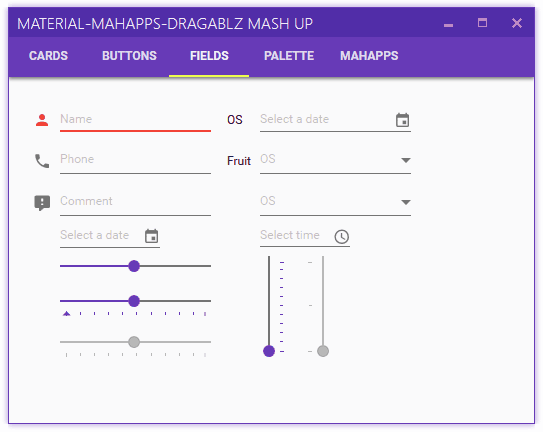 MATERIAL-MAHAPPS-DRAGABLZ MASH UP
CARDS BUTTONS FIELDS PALETTE MAHAPPS
Name OS Select a date
Phone Fruit OS
Comment OS
Select a date Select time